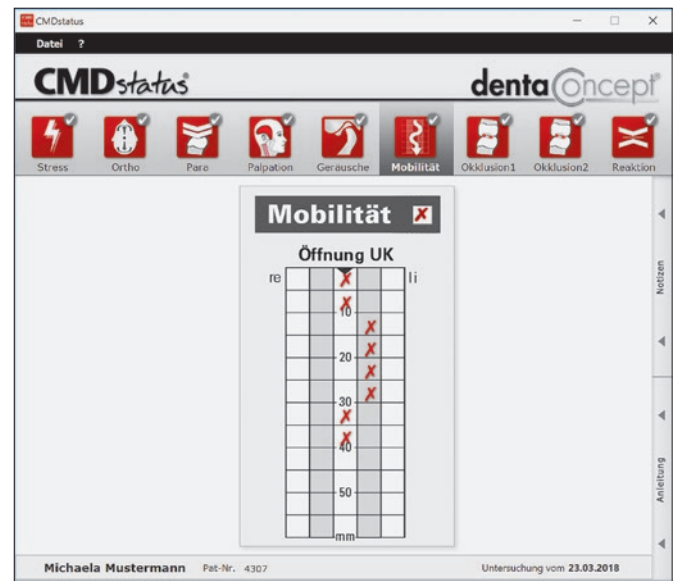 CMDstatus
Datei ?
CMDstatus
dentaConcept
Stress Ortho Para Palpation Geräusche Mobilität Okklusion1 Okklusion2 Reaktion
Mobilität
Öffnung UK
re li
10
20
30
40
50
mm
Notizen
Anleitung
Michaela Mustermann Pat-Nr. 4307 Untersuchung vom 23.03.2018